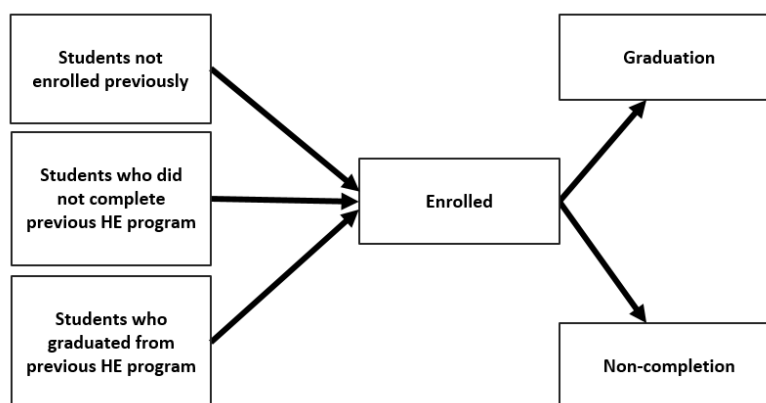 Students not
enrolled previously
Students who did
not complete
previous HE program
Students who
graduated from
previous HE program
Enrolled
Graduation
Non-completion